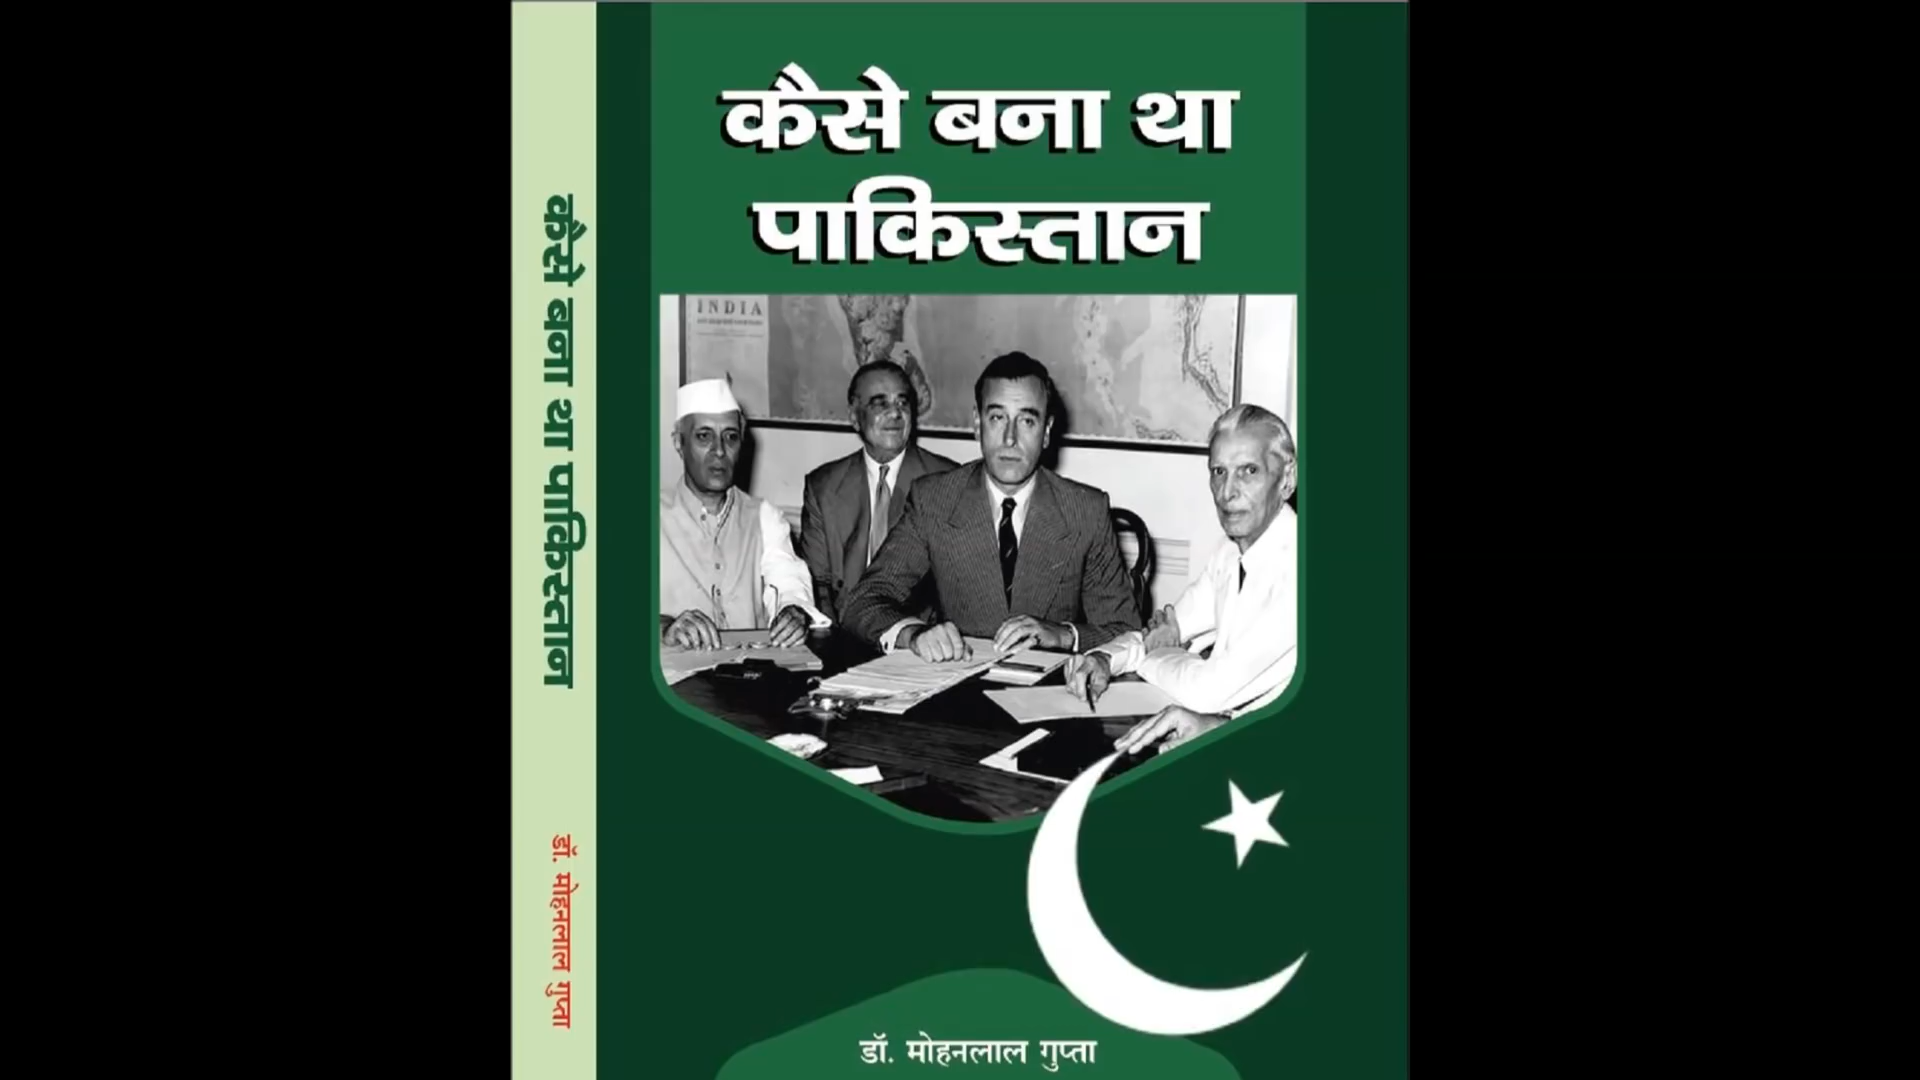 कैसे बना था पाकिस्तान
डॉ. मोहनलाल गुप्ता
कैसे बना था
पाकिस्तान
INDIA
डॉ. मोहनलाल गुप्ता